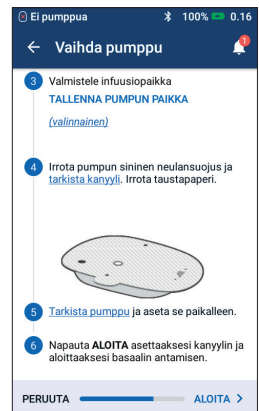 Ei pumppua 100% 0.16
Vaihda pumppu 1
3 Valmistele infuusiopaikka
TALLENNA PUMPUN PAIKKA
(valinnainen)
4 Irrota pumpun sininen neulansuojus ja
tarkista kanyyli. Irrota taustapaperi.
5 Tarkista pumppu ja aseta se paikalleen.
6 Napauta ALOITA asettaaksesi kanyylin ja
aloittaaksesi basaalin antamisen.
PERUUTA ALOITA >